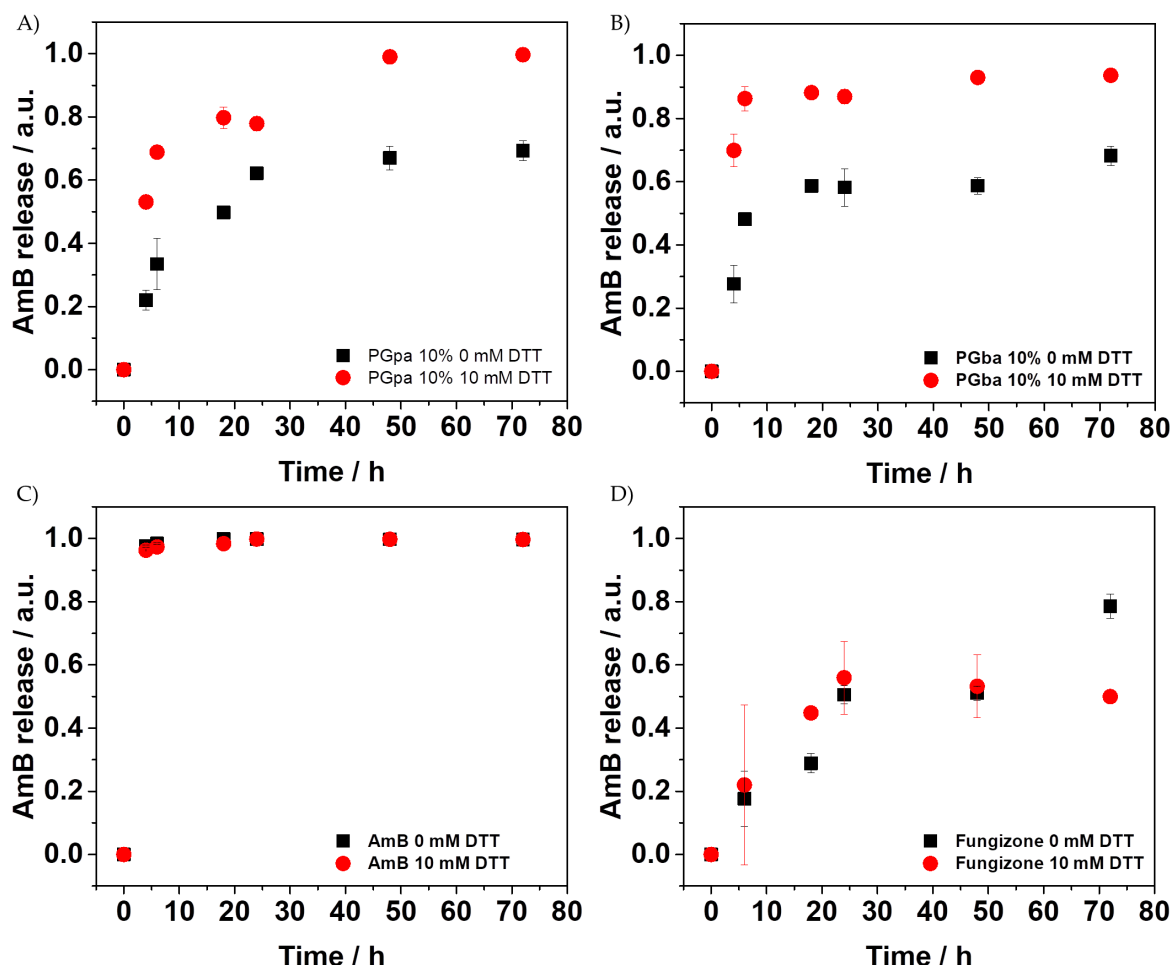 A)
AmB release / a.u.
1.0
0.8
0.6
0.4
0.2
0.0
PGpa 10% 0 mM DTT
PGpa 10% 10 mM DTT
0 10 20 30 40 50 60 70 80
Time / h
B)
AmB release / a.u.
1.0
0.8
0.6
0.4
0.2
0.0
PGba 10% 0 mM DTT
PGba 10% 10 mM DTT
0 10 20 30 40 50 60 70 80
Time / h
C)
AmB release / a.u.
1.0
0.8
0.6
0.4
0.2
0.0
AmB 0 mM DTT
AmB 10 mM DTT
0 10 20 30 40 50 60 70 80
Time / h
D)
AmB release / a.u.
1.0
0.8
0.6
0.4
0.2
0.0
Fungizone 0 mM DTT
Fungizone 10 mM DTT
0 10 20 30 40 50 60 70 80
Time / h